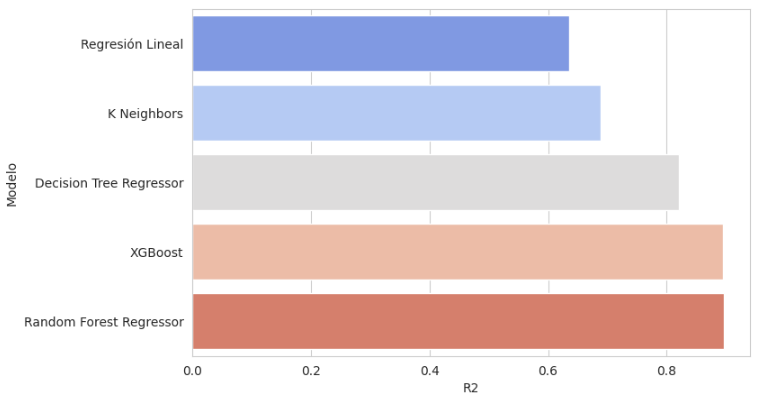 Regresión Lineal
K Neighbors
Decision Tree Regressor
XGBoost
Random Forest Regressor
Modelo
0.0 0.2 0.4 0.6 0.8
R2